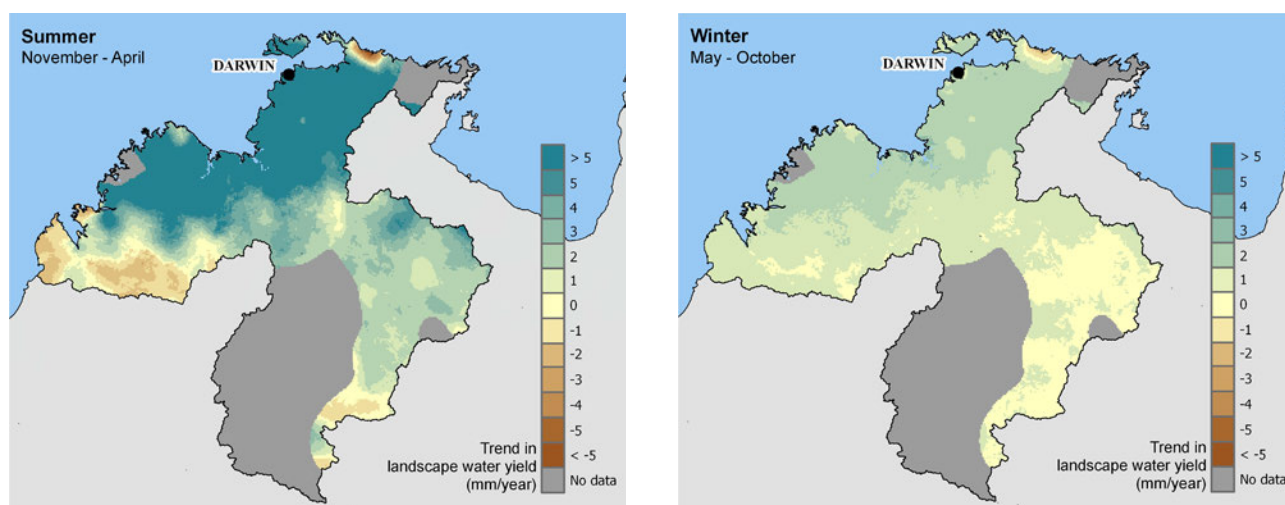 Summer
November - April
DARWIN
> 5
5
4
3
2
1
0
-1
-2
-3
-4
-5
< -5
No data
Trend in
landscape water yield
(mm/year)
Winter
May - October
DARWIN
> 5
5
4
3
2
1
0
-1
-2
-3
-4
-5
< -5
No data
Trend in
landscape water yield
(mm/year)